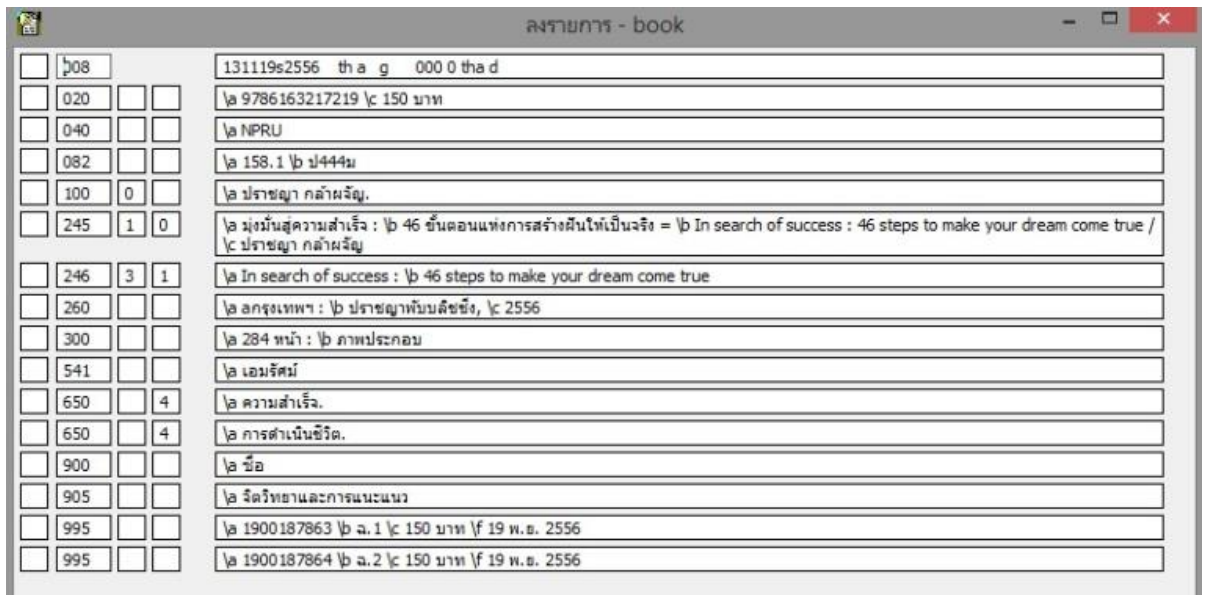 ลงรายการ - book
008 131119s2556 th a g 000 0 tha d
020 \a 9786163217219 \c 150 บาท
040 \a NPRU
082 \a 158.1 \b ป444ม
100 0 \a ปราชญา กล้าผจัญ.
245 1 0 \a มุ่งมั่นสู่ความสำเร็จ : \b 46 ขั้นตอนแห่งการสร้างฝันให้เป็นจริง = \b In search of success : 46 steps to make your dream come true /
\c ปราชญา กล้าผจัญ
246 3 1 \a In search of success : \b 46 steps to make your dream come true
260 \a ลกรุงเทพฯ : \b ปราชญาพับบลิชชิ่ง, \c 2556
300 \a 284 หน้า : \b ภาพประกอบ
541 \a เอมรัศม์
650 4 \a ความสำเร็จ.
650 4 \a การดำเนินชีวิต.
900 \a ซื้อ
905 \a จิตวิทยาและการแนะแนว
995 \a 1900187863 \b ฉ.1 \c 150 บาท \f 19 พ.ย. 2556
995 \a 1900187864 \b ฉ.2 \c 150 บาท \f 19 พ.ย. 2556